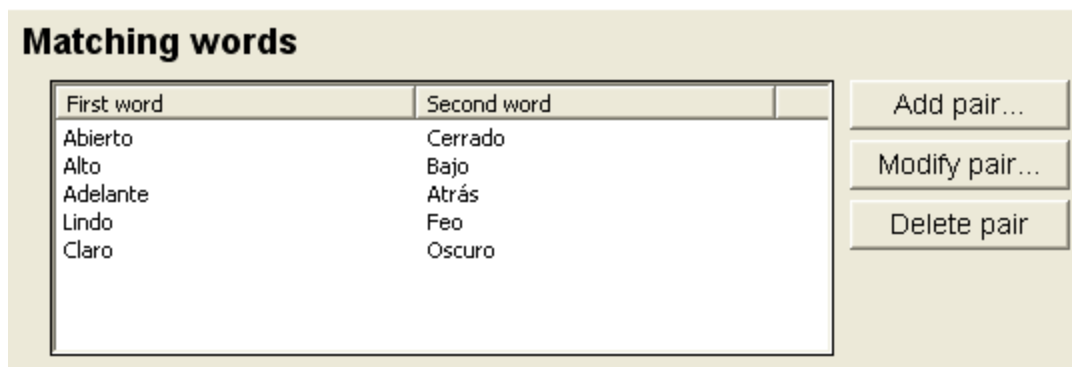 Matching words
First word Second word
Abierto Cerrado
Alto Bajo
Adelante Atrás
Lindo Feo
Claro Oscuro
Add pair...
Modify pair...
Delete pair